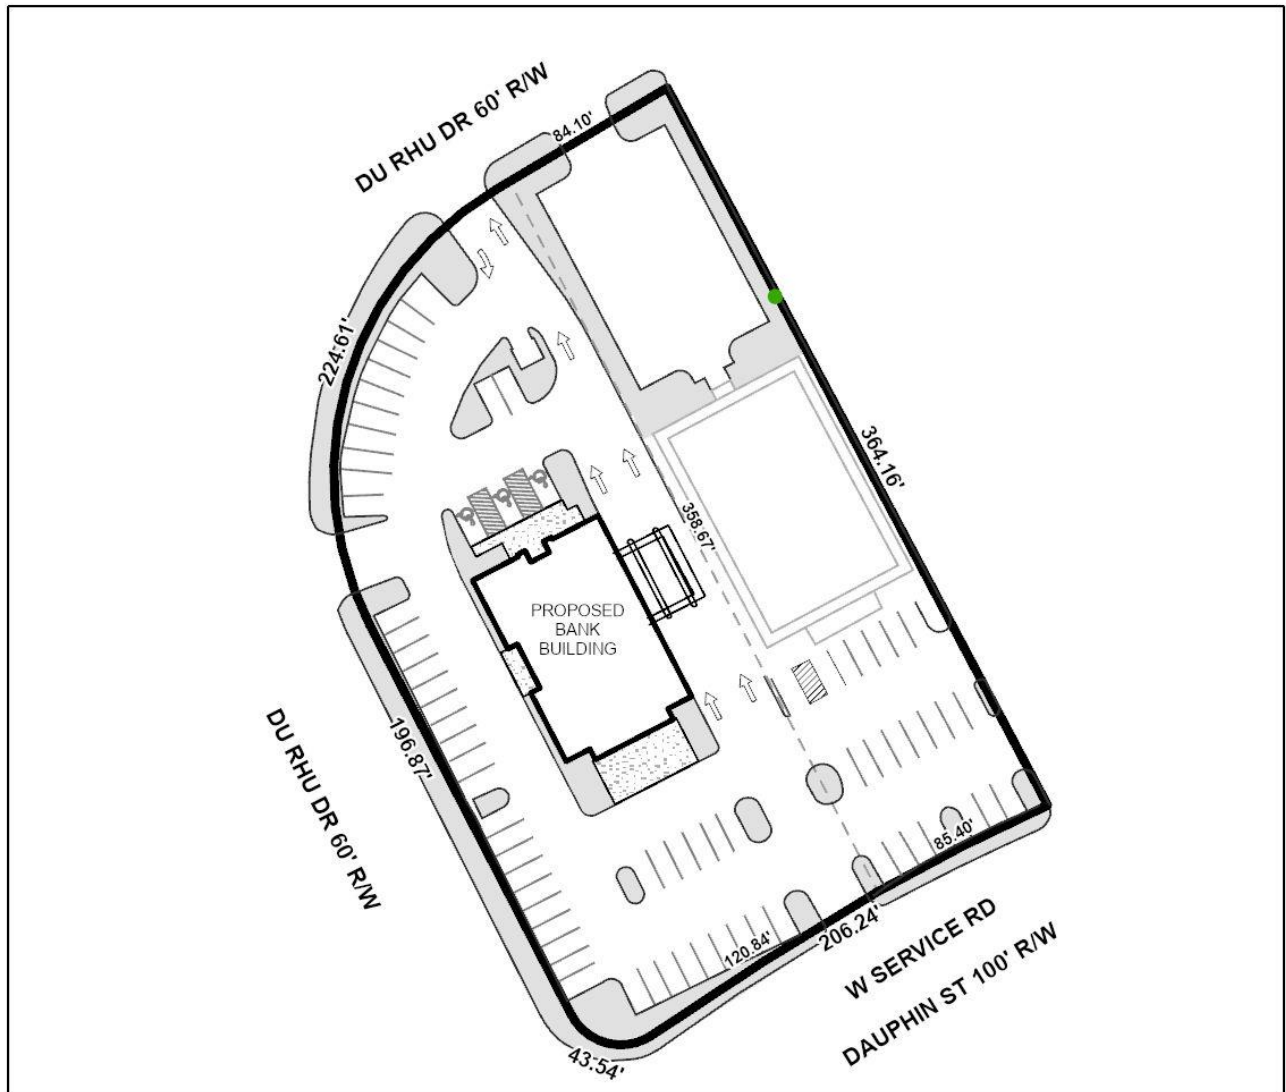 DU RHU DR 60' R/W
84.10'
224.61'
364.16'
358.67'
PROPOSED
BANK
BUILDING
196.87'
DU RHU DR 60' R/W
85.40'
206.24'
120.84'
W SERVICE RD
DAUPHIN ST 100' R/W
43.54'